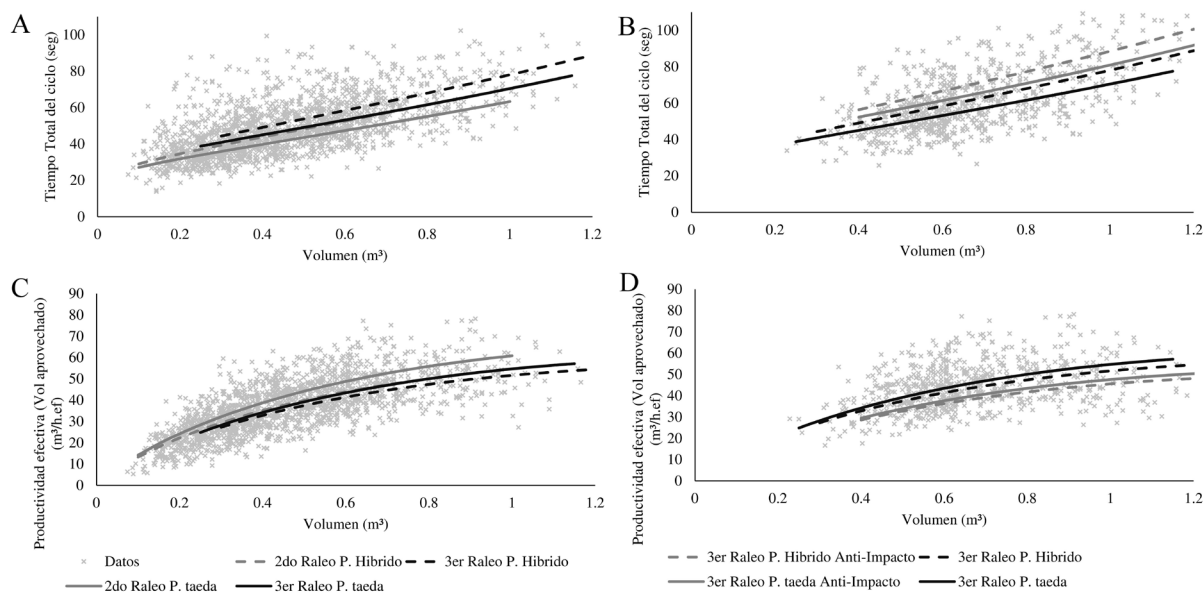 A
Tiempo Total del ciclo (seg)
100
80
60
40
20
0
0 0.2 0.4 0.6 0.8 1 1.2
Volumen (m³)
B
Tiempo Total del ciclo (seg)
100
80
60
40
20
0
0 0.2 0.4 0.6 0.8 1 1.2
Volumen (m³)
C
Productividad efectiva (Vol aprovechado)
(m³/h.ef)
90
80
70
60
50
40
30
20
10
0
0 0.2 0.4 0.6 0.8 1 1.2
Volumen (m³)
Datos 2do Raleo P. Hibrido 3er Raleo P. Hibrido
2do Raleo P. taeda 3er Raleo P. taeda
D
Productividad efectiva (Vol aprovechado)
(m³/h.ef)
90
80
70
60
50
40
30
20
10
0
0 0.2 0.4 0.6 0.8 1 1.2
Volumen (m³)
3er Raleo P. Hibrido Anti-Impacto 3er Raleo P. Hibrido
3er Raleo P. taeda Anti-Impacto 3er Raleo P. taeda